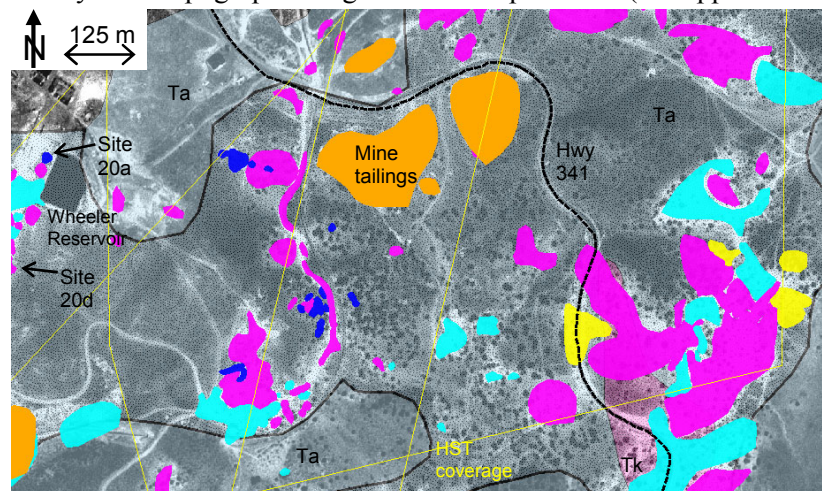 N
125 m
Ta
Ta
Site
20a
Mine
tailings
Hwy
341
Wheeler
Reservoir
Site
20d
Ta
HST
coverage
Tk